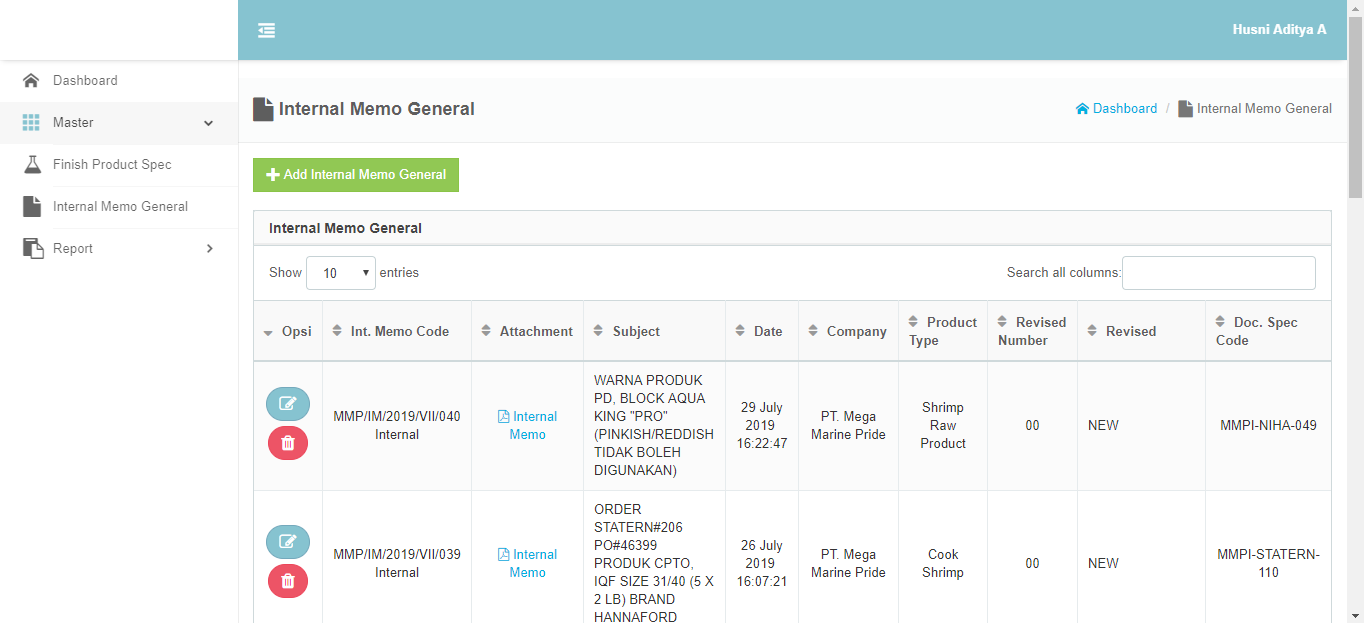 Husni Aditya A
Dashboard
Master
Finish Product Spec
Internal Memo General
Report
Internal Memo General
Dashboard / Internal Memo General
Add Internal Memo General
Internal Memo General
Show 10 entries
Search all columns:
Opsi
Int. Memo Code
Attachment
Subject
Date
Company
Product
Type
Revised
Number
Revised
Doc. Spec
Code
MMP/IM/2019/VII/040
Internal
Internal
Memo
WARNA PRODUK
PD, BLOCK AQUA
KING "PRO"
(PINKISH/REDDISH
TIDAK BOLEH
DIGUNAKAN)
29 July
2019
16:22:47
PT. Mega
Marine Pride
Shrimp
Raw
Product
00
NEW
MMPI-NIHA-049
MMP/IM/2019/VII/039
Internal
Internal
Memo
ORDER
STATERN#206
PO#46399
PRODUK CPTO,
IQF SIZE 31/40 (5 X
2 LB) BRAND
HANNAFORD
26 July
2019
16:07:21
PT. Mega
Marine Pride
Cook
Shrimp
00
NEW
MMPI-STATERN-
110